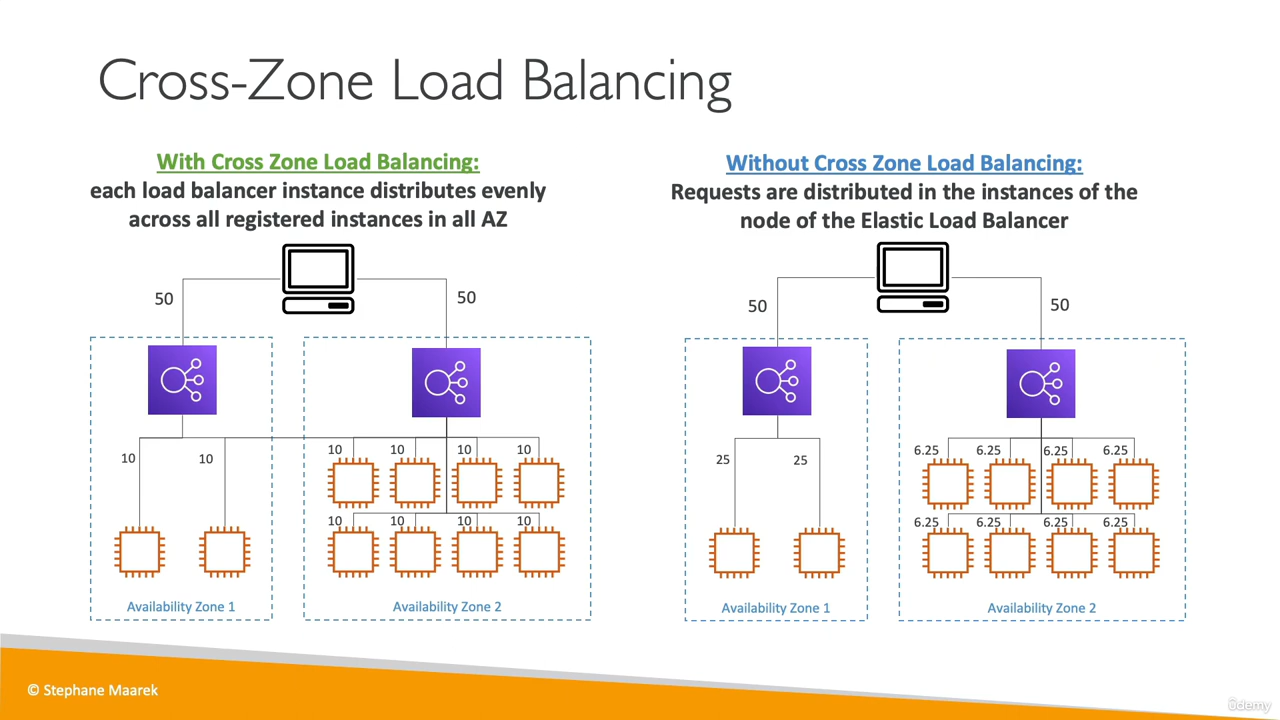 Cross-Zone Load Balancing
With Cross Zone Load Balancing:
each load balancer instance distributes evenly
across all registered instances in all AZ
50
50
10
10
10
10
10
10
10
10
10
10
Availability Zone 1
Availability Zone 2
Without Cross Zone Load Balancing:
Requests are distributed in the instances of the
node of the Elastic Load Balancer
50
50
25
25
6.25
6.25
6.25
6.25
6.25
6.25
6.25
6.25
Availability Zone 1
Availability Zone 2
© Stephane Maarek
ûdemy